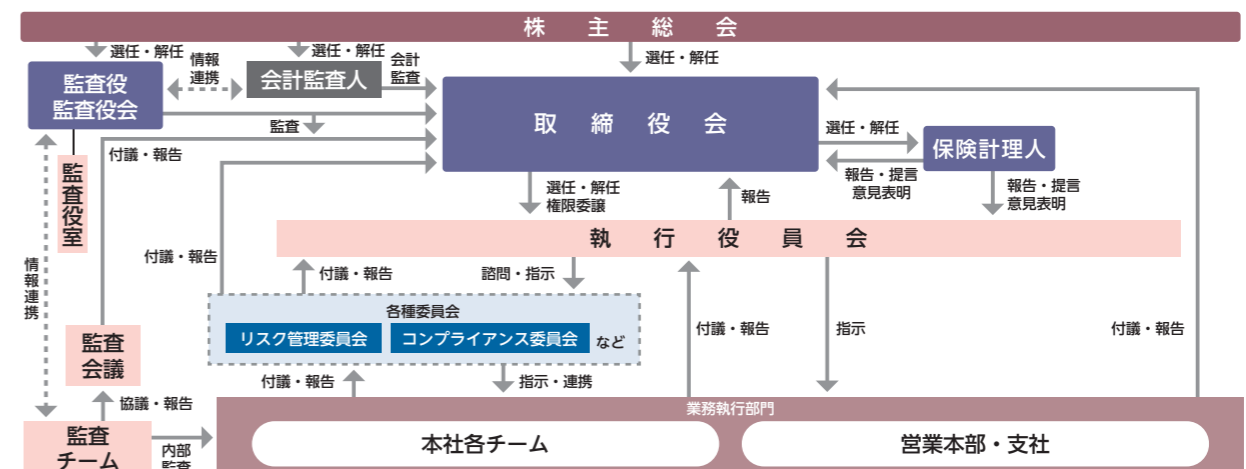 株主総会
選任・解任
選任・解任
選任・解任
情報
連携
会計
監査
監査役
監査役会
会計監査人
取締役会
監査
選任・解任
保険計理人
報告・提言
意見表明
報告・提言
意見表明
付議・報告
監査役室
選任・解任
権限委譲
報告
執行役員会
付議・報告
情報連携
付議・報告
諮問・指示
各種委員会
リスク管理委員会
コンプライアンス委員会
など
付議・報告
指示
付議・報告
監査
会議
付議・報告
指示・連携
協議・報告
業務執行部門
監査
チーム
内部
監査
本社各チーム
営業本部・支社